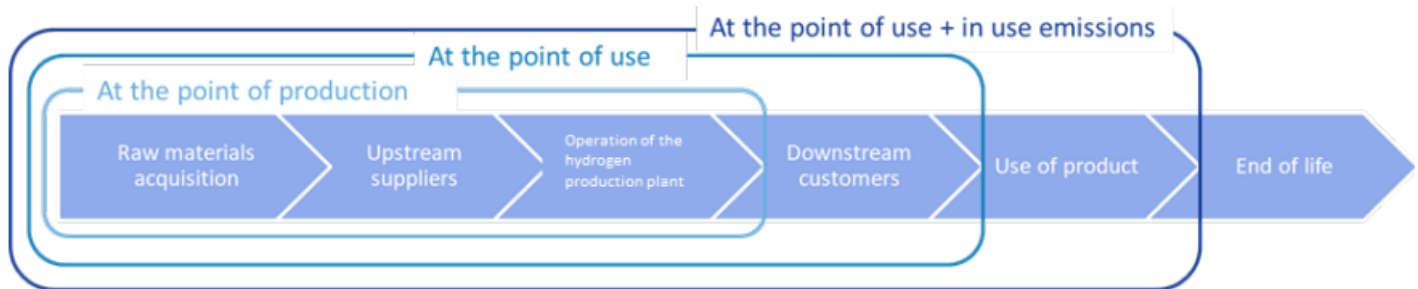 At the point of use + in use emissions
At the point of use
At the point of production
Raw materials
acquisition
Upstream
suppliers
Operation of the
hydrogen
production plant
Downstream
customers
Use of product
End of life